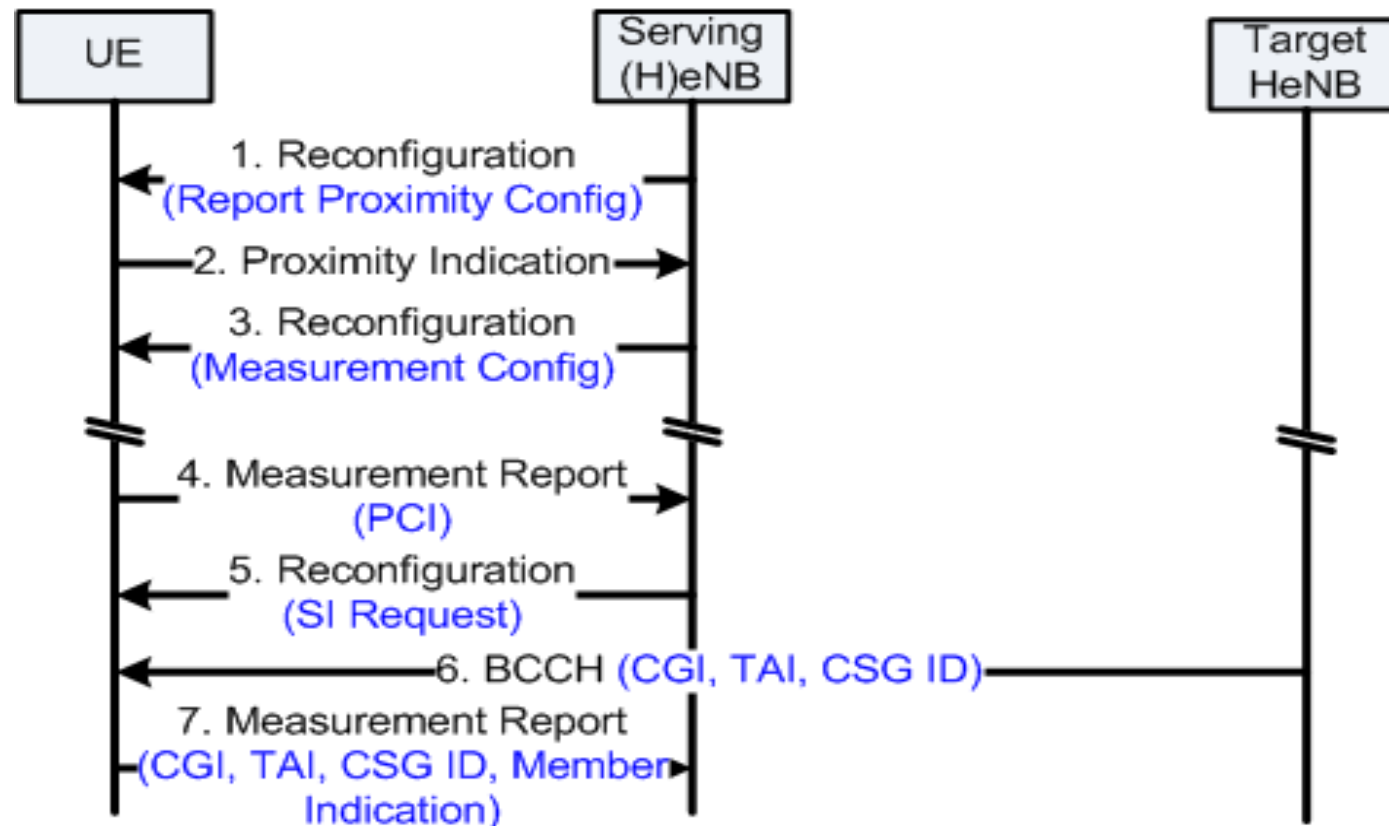 UE
Serving
(H)eNB
Target
HeNB
1. Reconfiguration
(Report Proximity Config)
2. Proximity Indication
3. Reconfiguration
(Measurement Config)
4. Measurement Report
(PCI)
5. Reconfiguration
(SI Request)
6. BCCH (CGI, TAI, CSG ID)
7. Measurement Report
(CGI, TAI, CSG ID, Member
Indication)